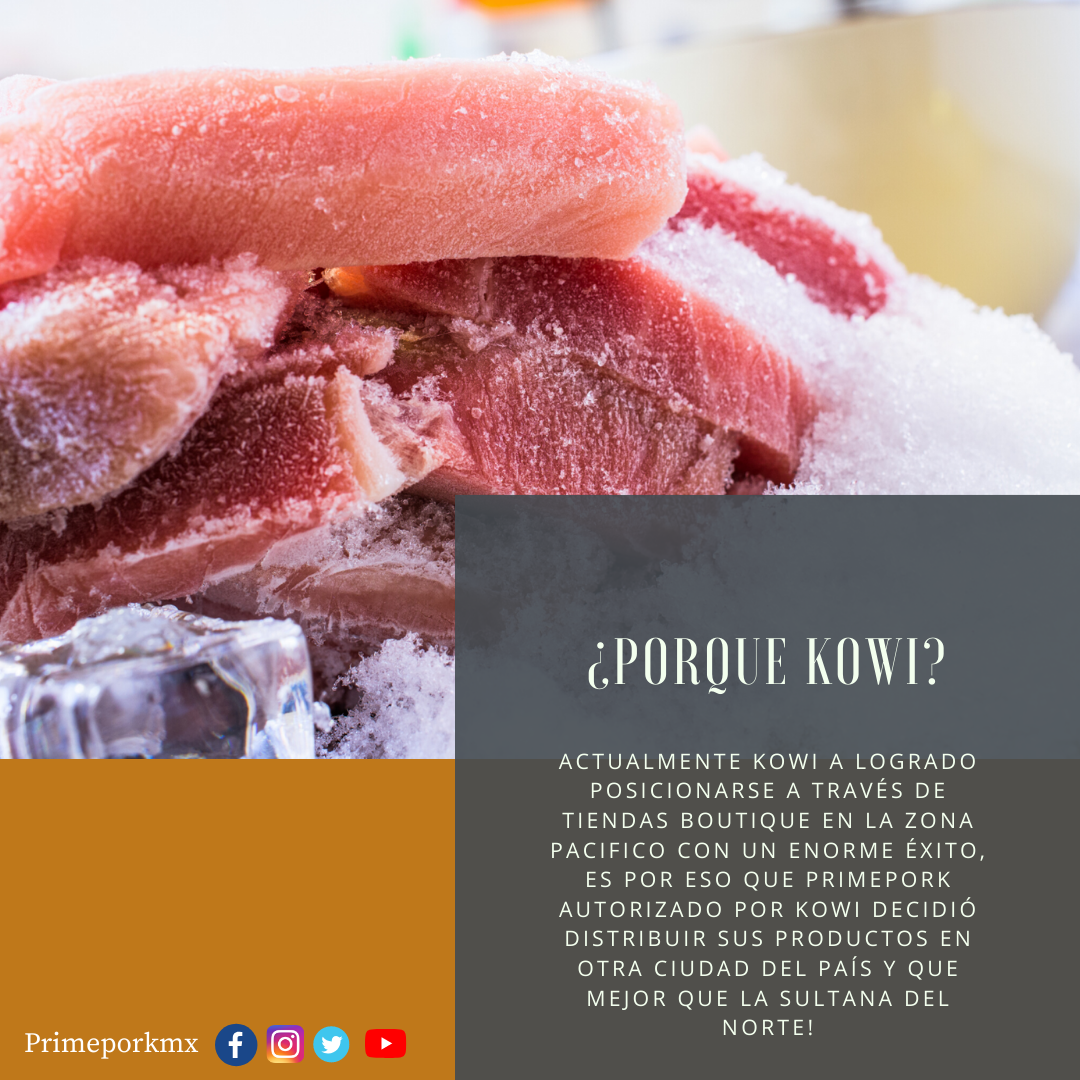 ¿PORQUE KOWI?
ACTUALMENTE KOWI A LOGRADO
POSICIONARSE A TRAVÉS DE
TIENDAS BOUTIQUE EN LA ZONA
PACIFICO CON UN ENORME ÉXITO,
ES POR ESO QUE PRIMEPORK
AUTORIZADO POR KOWI DECIDIÓ
DISTRIBUIR SUS PRODUCTOS EN
OTRA CIUDAD DEL PAÍS Y QUE
MEJOR QUE LA SULTANA DEL
NORTE!
Primeporkmx